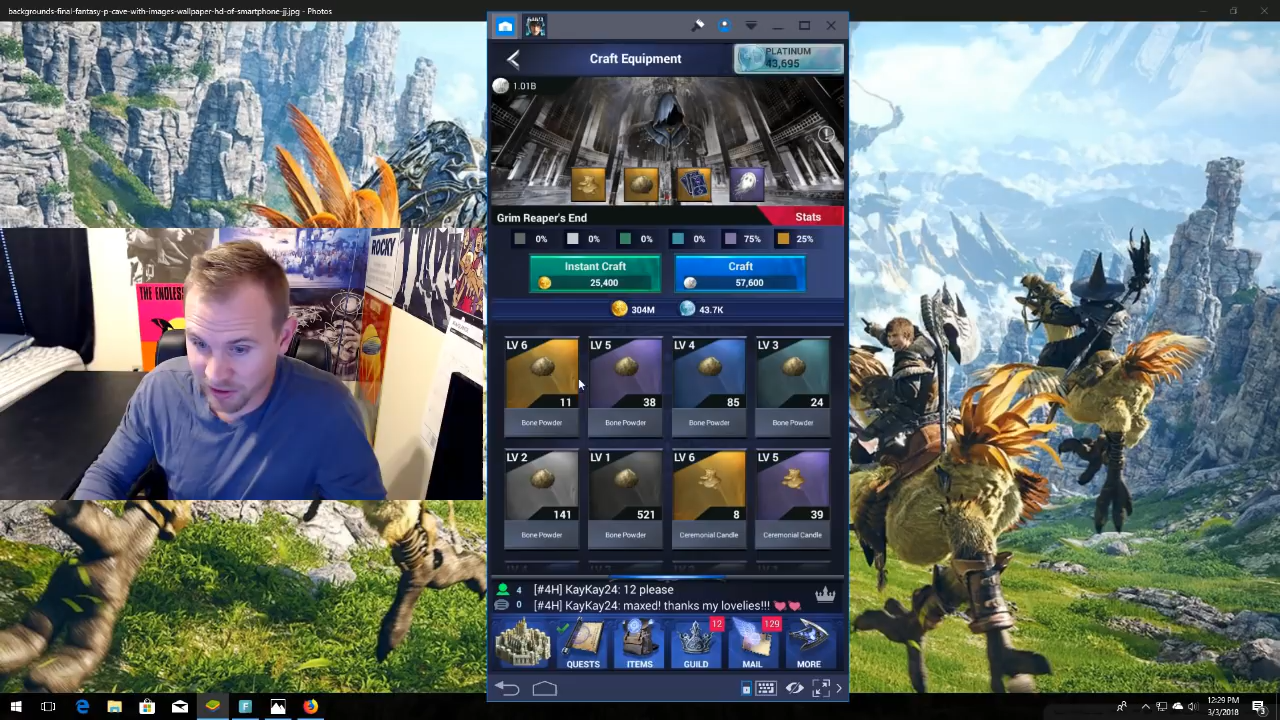 backgrounds-final-fantasy-p-cave-with-images-wallpaper-hd-of-smartphone-jj.jpg - Photos
Craft Equipment
PLATINUM
43,695
1.01B
Grim Reaper's End
Stats
0% 0% 0% 0% 75% 25%
Instant Craft
25,400
Craft
57,600
304M 43.7K
LV 6 LV 5 LV 4 LV 3
11 38 85 24
Bone Powder Bone Powder Bone Powder Bone Powder
LV 2 LV 1 LV 6 LV 5
141 521 8 39
Bone Powder Bone Powder Ceremonial Candle Ceremonial Candle
4 [#4H] KayKay24: 12 please
0 [#4H] KayKay24: maxed! thanks my lovelies!!! 💕
12 129
QUESTS ITEMS GUILD MAIL MORE
ROCKY
THE ENDLESS
12:29 PM
3/3/2018